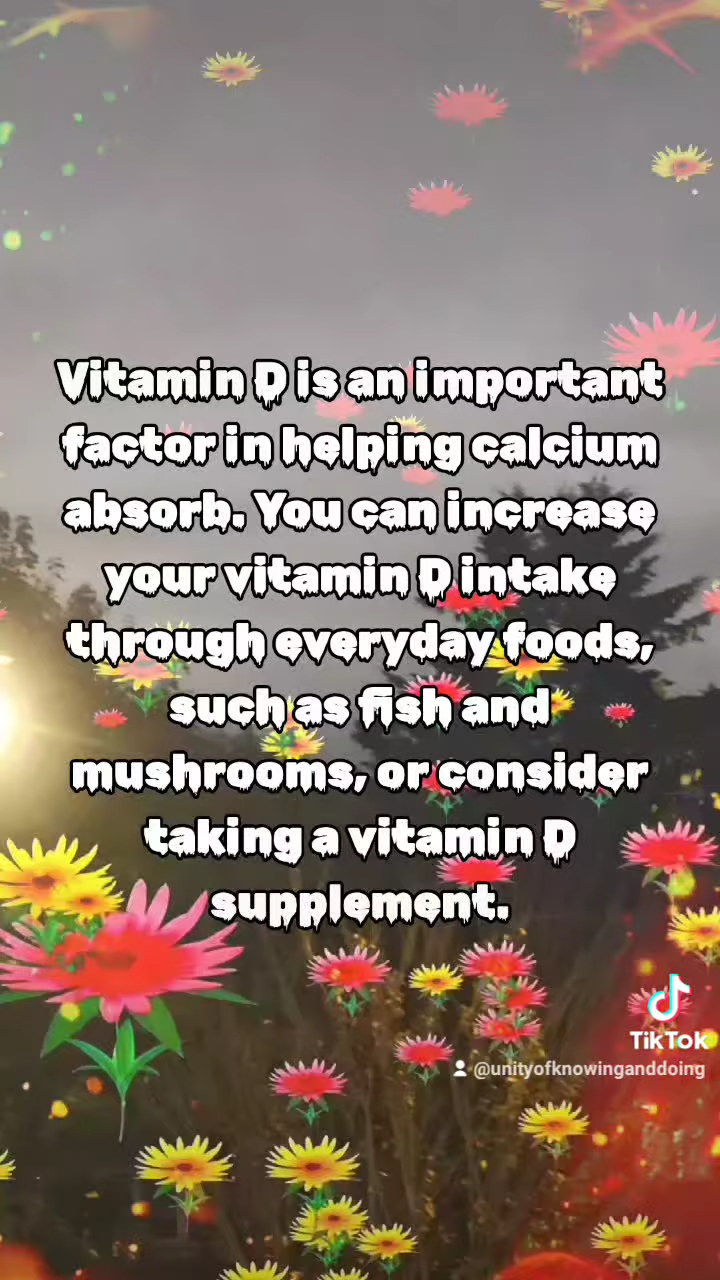 Vitamin D is an important
factor in helping calcium
absorb. You can increase
your vitamin D intake
through everyday foods,
such as fish and
mushrooms, or consider
taking a vitamin D
supplement.
TikTok
@unityofknowinganddoing